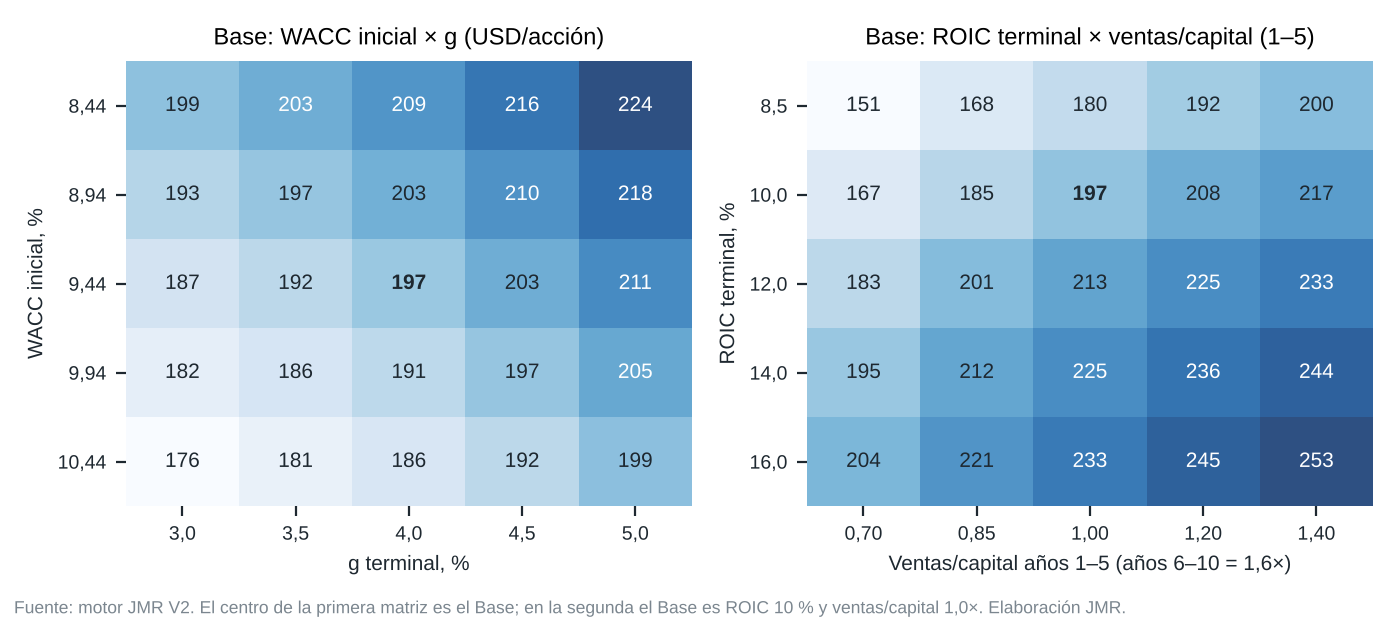 Base: WACC inicial × g (USD/acción)
WACC inicial, %
8,44 199 203 209 216 224
8,94 193 197 203 210 218
9,44 187 192 197 203 211
9,94 182 186 191 197 205
10,44 176 181 186 192 199
3,0 3,5 4,0 4,5 5,0
g terminal, %
Base: ROIC terminal × ventas/capital (1–5)
ROIC terminal, %
8,5 151 168 180 192 200
10,0 167 185 197 208 217
12,0 183 201 213 225 233
14,0 195 212 225 236 244
16,0 204 221 233 245 253
0,70 0,85 1,00 1,20 1,40
Ventas/capital años 1–5 (años 6–10 = 1,6×)
Fuente: motor JMR V2. El centro de la primera matriz es el Base; en la segunda el Base es ROIC 10 % y ventas/capital 1,0×. Elaboración JMR.